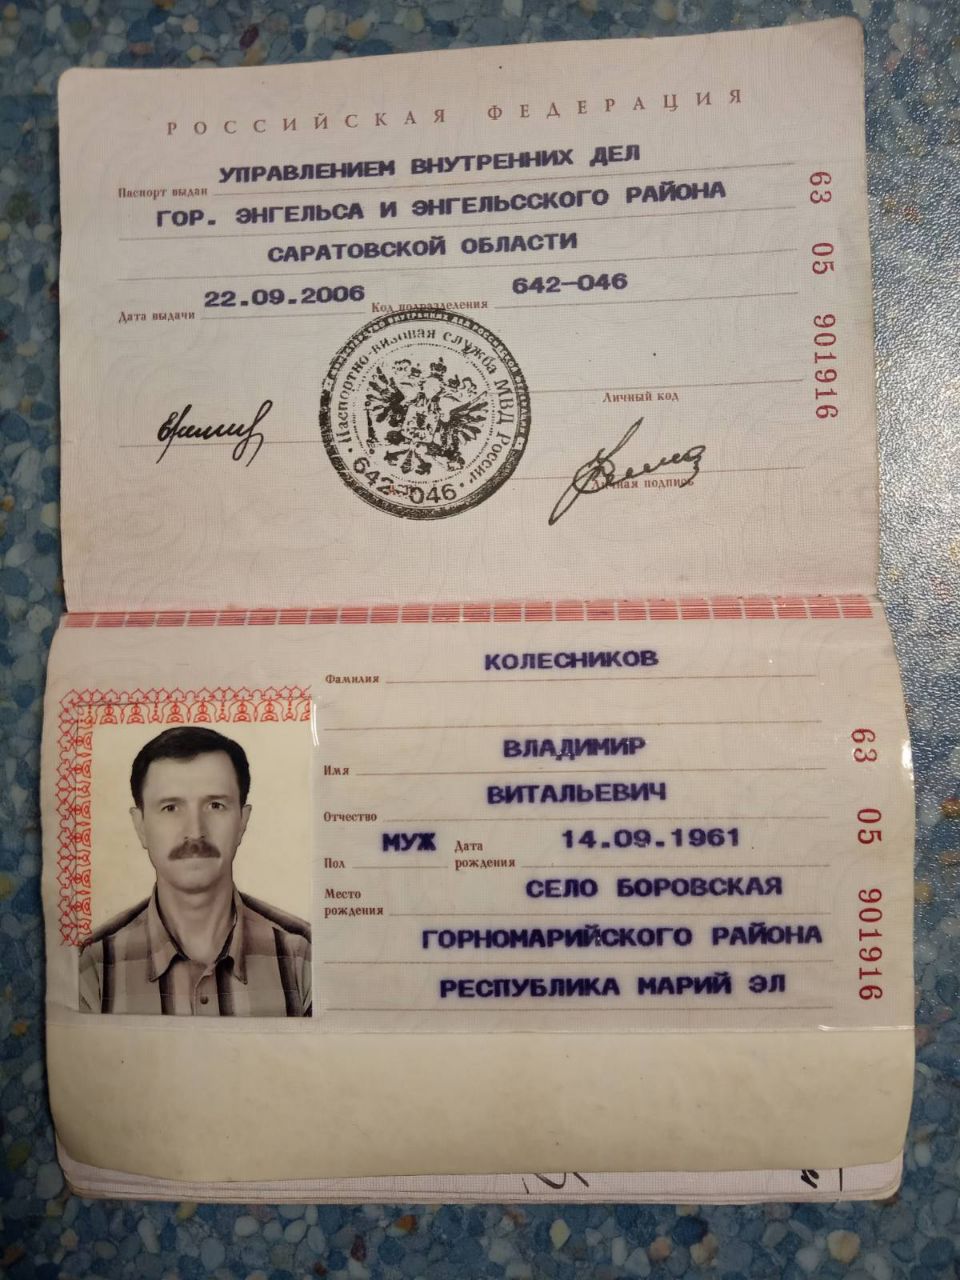 РОССИЙСКАЯ ФЕДЕРАЦИЯ
Паспорт выдан УПРАВЛЕНИЕМ ВНУТРЕННИХ ДЕЛ
ГОР. ЭНГЕЛЬСА И ЭНГЕЛЬССКОГО РАЙОНА
САРАТОВСКОЙ ОБЛАСТИ
Дата выдачи 22.09.2006 Код подразделения 642-046
Личный код
Личная подпись
Паспортно-визовая служба МВД России
642-046
63 05 901916
Фамилия КОЛЕСНИКОВ
Имя ВЛАДИМИР
Отчество ВИТАЛЬЕВИЧ
Пол МУЖ Дата рождения 14.09.1961
Место рождения СЕЛО БОРОВСКАЯ
ГОРНОМАРИЙСКОГО РАЙОНА
РЕСПУБЛИКА МАРИЙ ЭЛ
63 05 901916